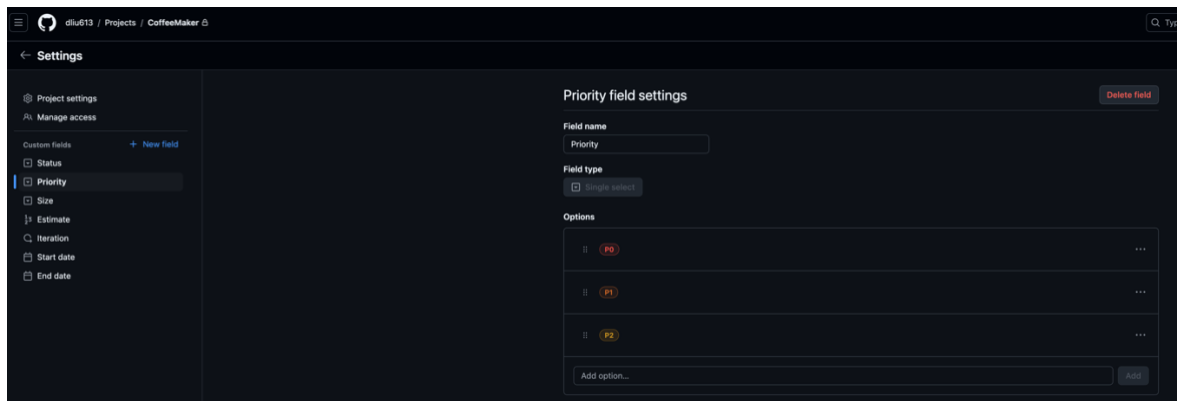 dliu613 / Projects / CoffeeMaker
Typ
Settings
Project settings
Manage access
Custom fields
New field
Status
Priority
Size
Estimate
Iteration
Start date
End date
Priority field settings
Delete field
Field name
Priority
Field type
Single select
Options
P0
P1
P2
Add option...
Add